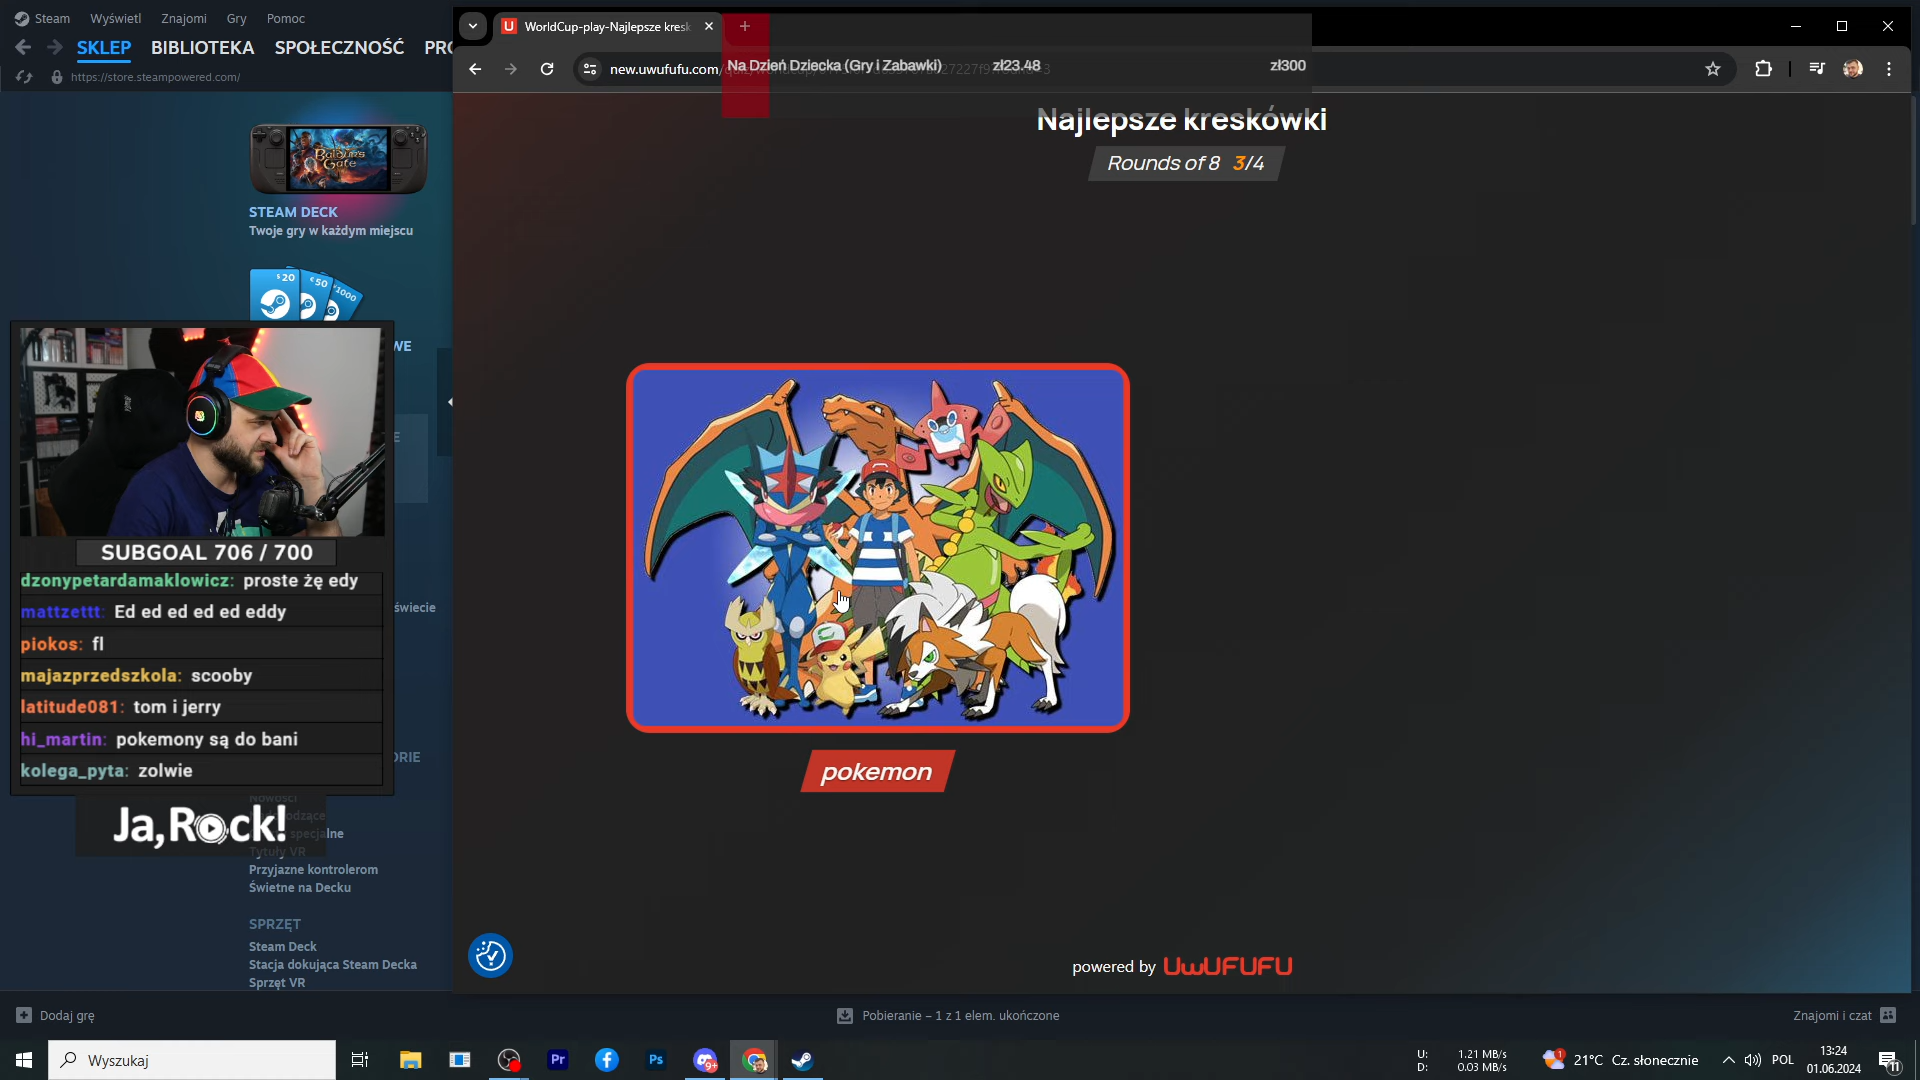 Steam
Wyświetl
Znajomi
Gry
Pomoc
SKLEP
BIBLIOTEKA
SPOŁECZNOŚĆ
https://store.steampowered.com/
WorldCup-play-Najlepsze kresk
new.uwufufu.com
Na Dzień Dziecka (Gry i Zabawki)
zł23.48
zł300
Najlepsze kreskówki
Rounds of 8 3/4
STEAM DECK
Twoje gry w każdym miejscu
SUBGOAL 706 / 700
dzonypetardamaklowicz: proste żę edy
mattzettt: Ed ed ed ed ed eddy
piokos: fl
majazprzedszkola: scooby
latitude081: tom i jerry
hi_martin: pokemony są do bani
kolega_pyta: zolwie
świecie
Ja,Rock!
Tytuły VR
Przyjazne kontrolerom
Świetne na Decku
SPRZĘT
Steam Deck
Stacja dokująca Steam Decka
Sprzęt VR
pokemon
powered by UwUFUFU
Dodaj grę
Pobieranie – 1 z 1 elem. ukończone
Znajomi i czat
Wyszukaj
U: 1.21 MB/s
D: 0.03 MB/s
21°C Cz. słonecznie
POL
13:24
01.06.2024